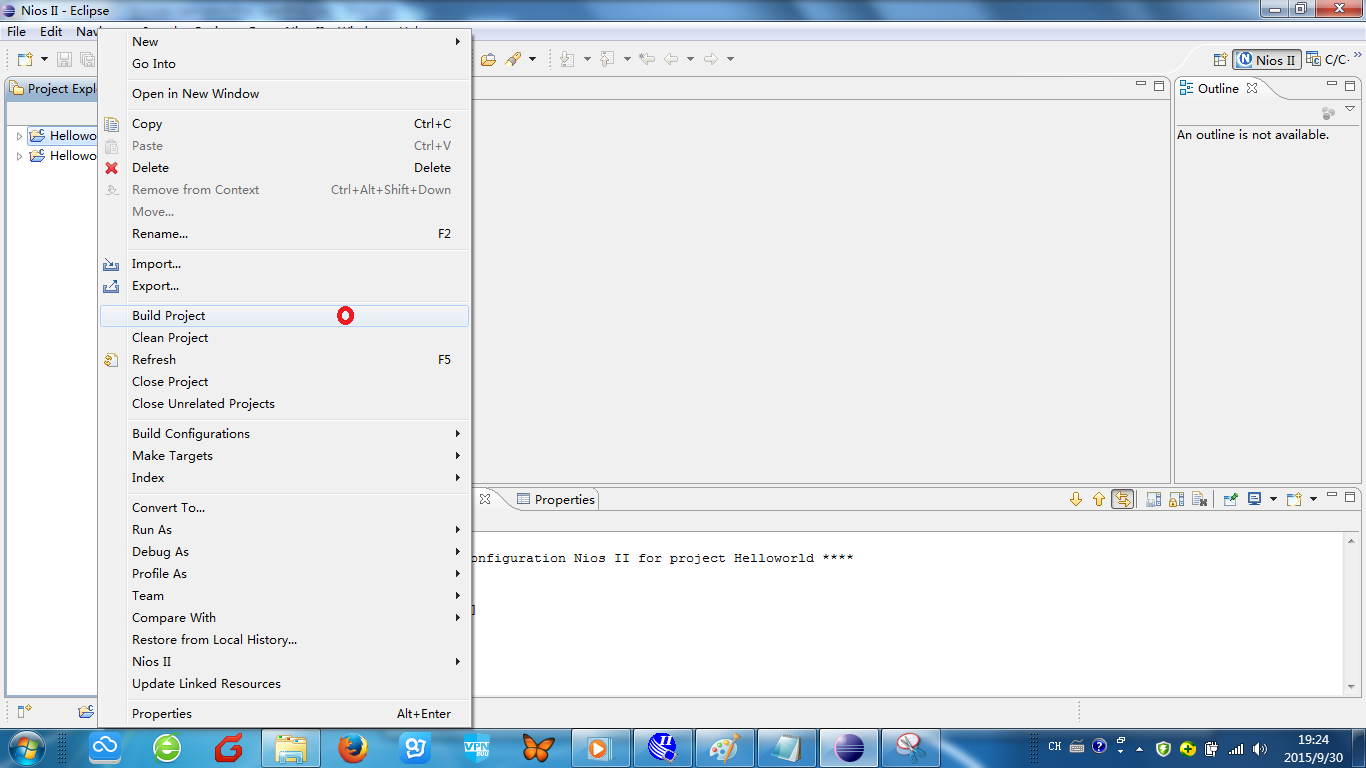 Nios II - Eclipse
File Edit
Nios II
C/C
Project Expl
Outline
An outline is not available.
Hellowo
Hellowo
New
Go Into
Open in New Window
Copy Ctrl+C
Paste Ctrl+V
Delete Delete
Remove from Context Ctrl+Alt+Shift+Down
Move...
Rename... F2
Import...
Export...
Build Project
Clean Project
Refresh F5
Close Project
Close Unrelated Projects
Build Configurations
Make Targets
Index
Convert To...
Run As
Debug As
Profile As
Team
Compare With
Restore from Local History...
Nios II
Update Linked Resources
Properties Alt+Enter
Properties
onfiguration Nios II for project Helloworld ****
]
VPN
CH
19:24
2015/9/30